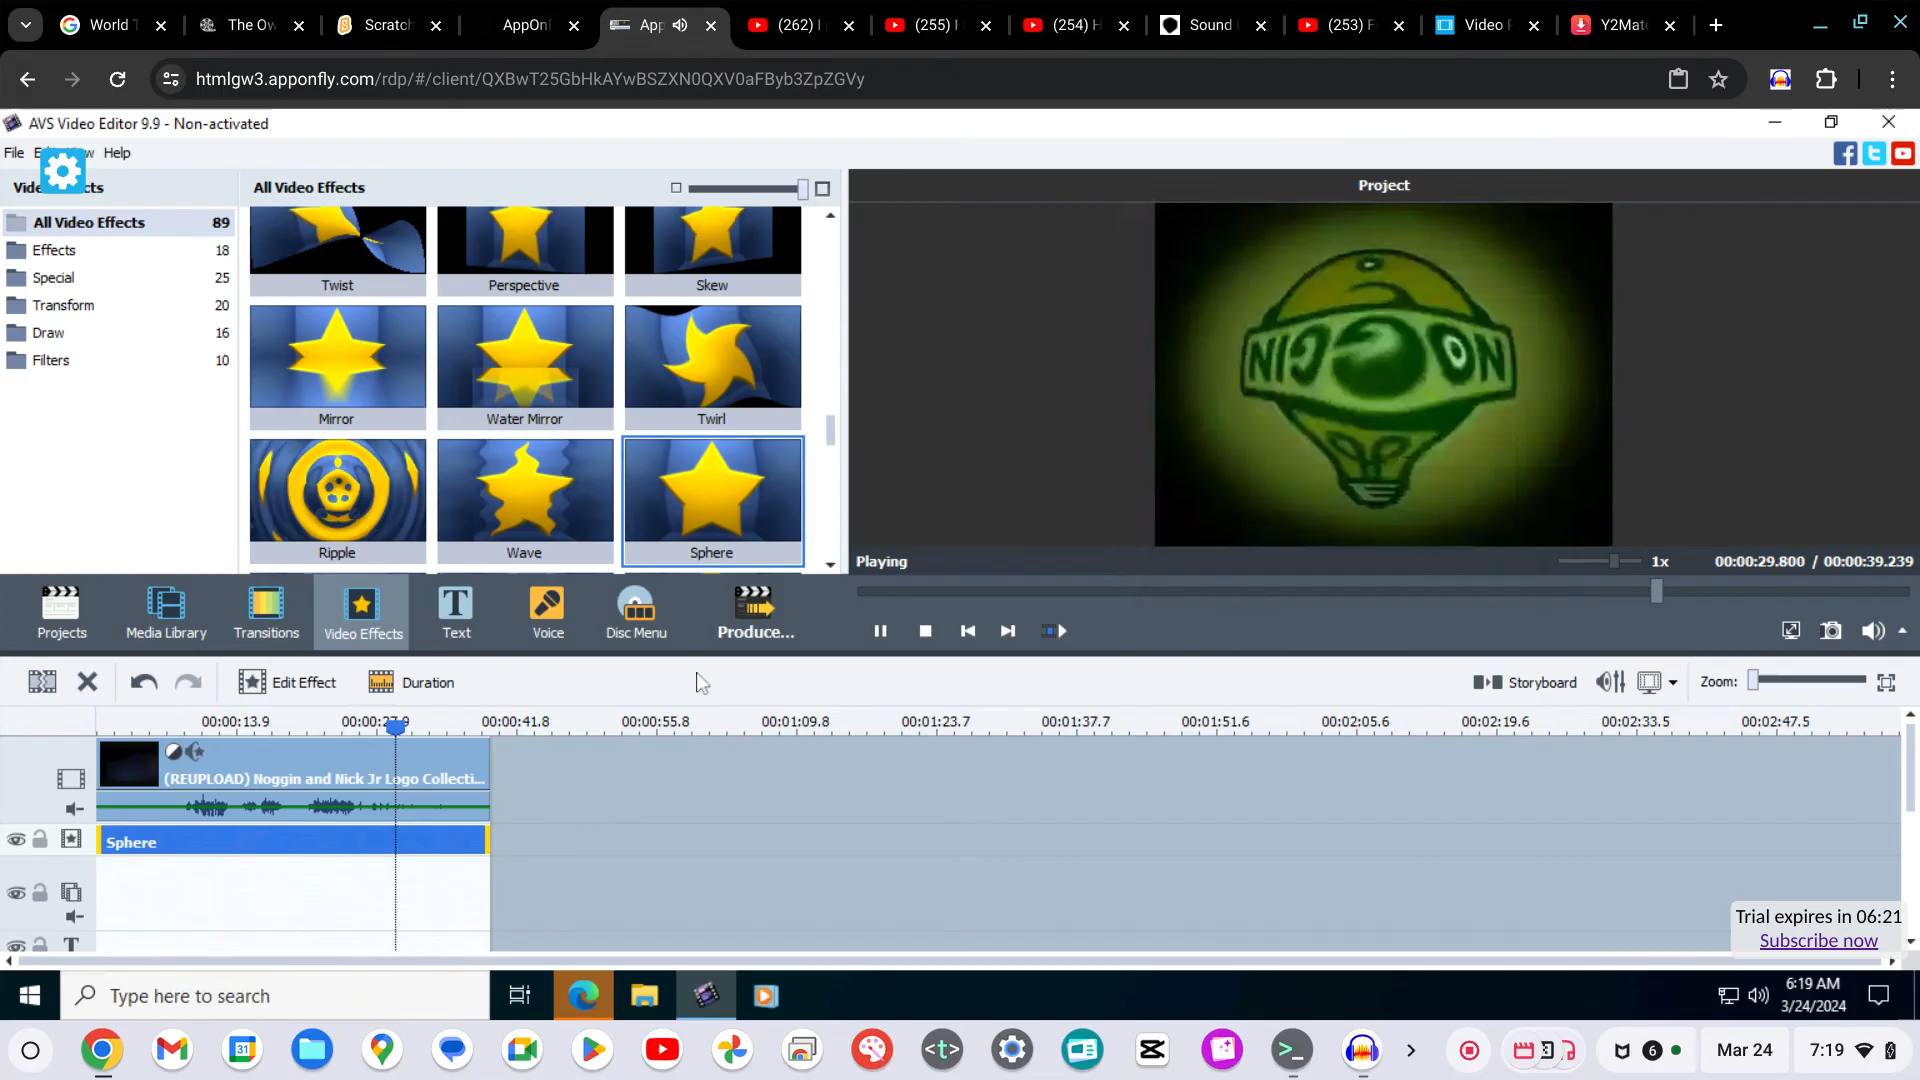 World T
The Ow
Scratch
AppOnF
App
(262) I
(255) I
(254) H
Sound
(253) F
Video F
Y2Mate
htmlgw3.apponfly.com/rdp/#/client/QXBwT25GbHkAYwBSZXN0QXV0aFByb3ZpZGVy
AVS Video Editor 9.9 - Non-activated
File Help
All Video Effects
Project
All Video Effects 89
Effects 18
Special 25
Transform 20
Draw 16
Filters 10
Twist
Perspective
Skew
Mirror
Water Mirror
Twirl
Ripple
Wave
Sphere
Playing
1x
00:00:29.800 / 00:00:39.239
Projects
Media Library
Transitions
Video Effects
Text
Voice
Disc Menu
Produce...
Edit Effect
Duration
Storyboard
Zoom:
00:00:13.9
00:00:41.8
00:00:55.8
00:01:09.8
00:01:23.7
00:01:37.7
00:01:51.6
00:02:05.6
00:02:19.6
00:02:33.5
00:02:47.5
(REUPLOAD) Noggin and Nick Jr Logo Collecti...
Sphere
T
Trial expires in 06:21
Subscribe now
Type here to search
6:19 AM
3/24/2024
31
<t>
>_
6
Mar 24
7:19